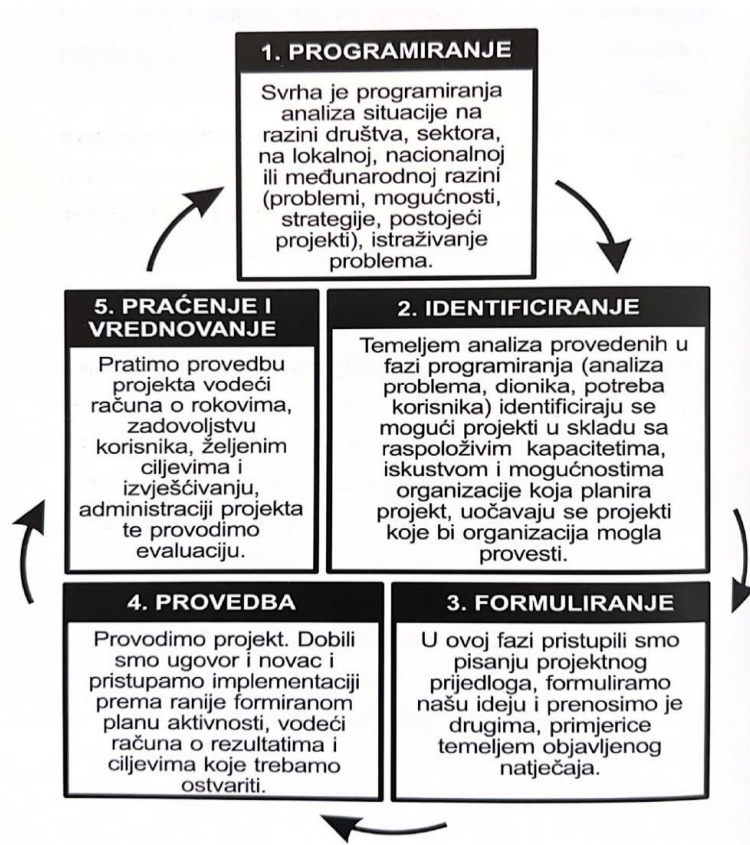 1. PROGRAMIRANJE
Svrha je programiranja
analiza situacije na
razini društva, sektora,
na lokalnoj, nacionalnoj
ili međunarodnoj razini
(problemi, mogućnosti,
strategije, postojeći
projekti), istraživanje
problema.
2. IDENTIFICIRANJE
Temeljem analiza provedenih u
fazi programiranja (analiza
problema, dionika, potreba
korisnika) identificiraju se
mogući projekti u skladu sa
raspoloživim kapacitetima,
iskustvom i mogućnostima
organizacije koja planira
projekt, uočavaju se projekti
koje bi organizacija mogla
provesti.
3. FORMULIRANJE
U ovoj fazi pristupili smo
pisanju projektnog
prijedloga, formuliramo
našu ideju i prenosimo je
drugima, primjerice
temeljem objavljenog
natječaja.
4. PROVEDBA
Provodimo projekt. Dobili
smo ugovor i novac i
pristupamo implementaciji
prema ranije formiranom
planu aktivnosti, vodeći
računa o rezultatima i
ciljevima koje trebamo
ostvariti.
5. PRAĆENJE I
VREDNOVANJE
Pratimo provedbu
projekta vodeći
računa o rokovima,
zadovoljstvu
korisnika, željenim
ciljevima i
izvješćivanju,
administraciji projekta
te provodimo
evaluaciju.